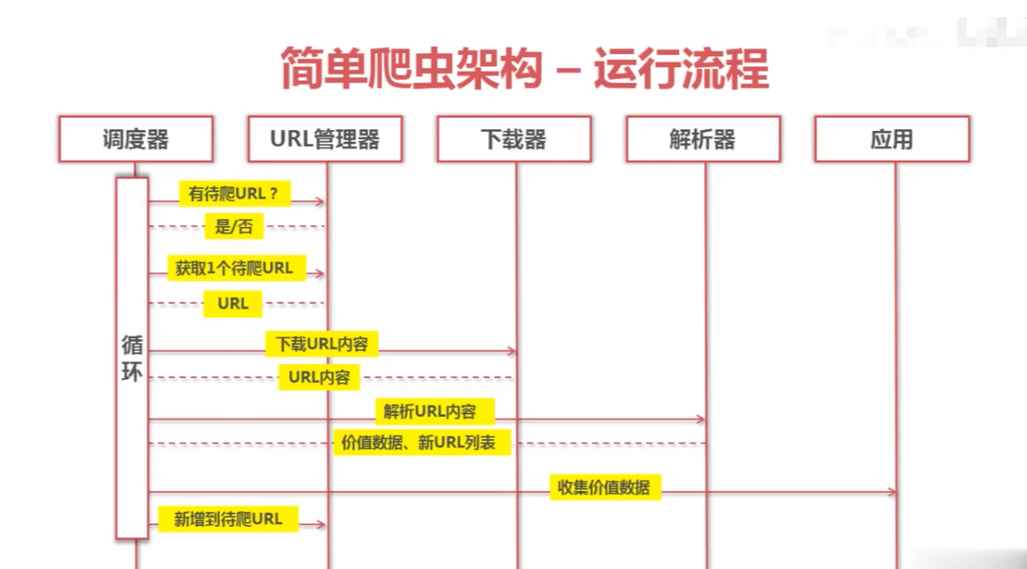 简单爬虫架构 – 运行流程
调度器
URL管理器
下载器
解析器
应用
有待爬URL？
是/否
获取1个待爬URL
URL
循环
下载URL内容
URL内容
解析URL内容
价值数据、新URL列表
收集价值数据
新增到待爬URL